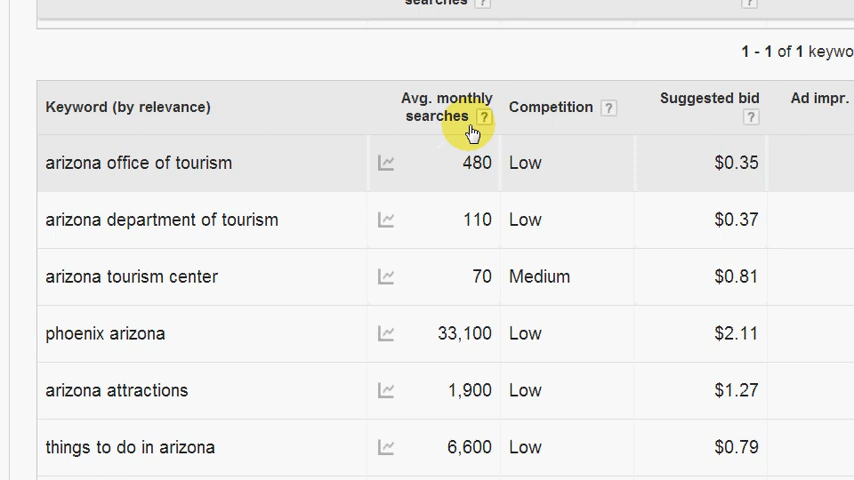 searches ?
?
1 - 1 of 1 keywo
Keyword (by relevance) Avg. monthly searches ? Competition ? Suggested bid ? Ad impr.
arizona office of tourism 480 Low $0.35
arizona department of tourism 110 Low $0.37
arizona tourism center 70 Medium $0.81
phoenix arizona 33,100 Low $2.11
arizona attractions 1,900 Low $1.27
things to do in arizona 6,600 Low $0.79